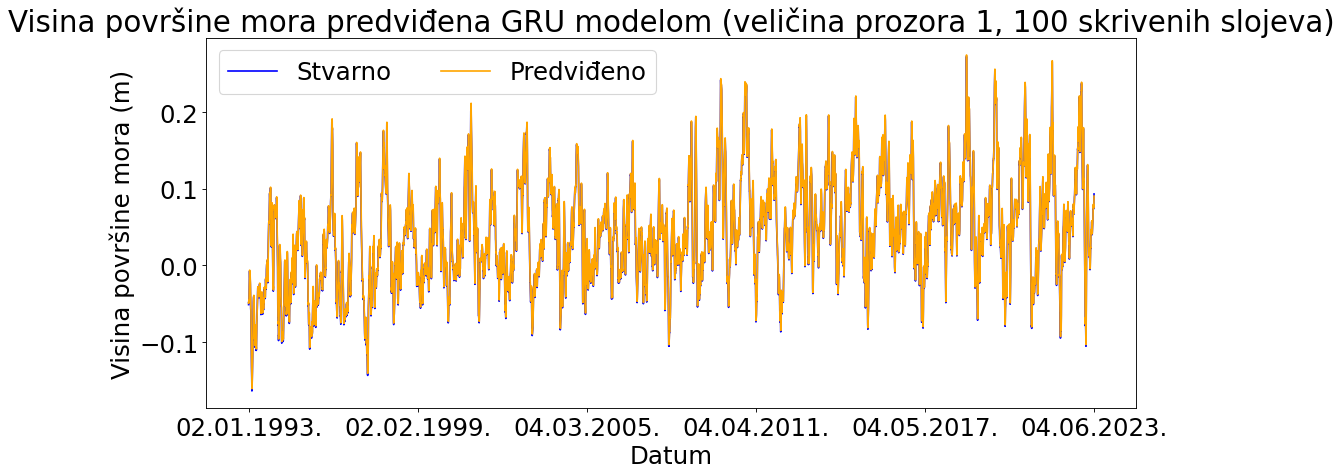 Visina površine mora predviđena GRU modelom (veličina prozora 1, 100 skrivenih slojeva)
Stvarno
Predviđeno
Visina površine mora (m)
0.2
0.1
0.0
−0.1
02.01.1993.
02.02.1999.
04.03.2005.
04.04.2011.
04.05.2017.
04.06.2023.
Datum